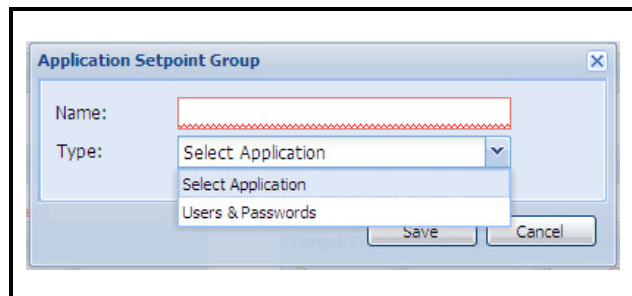 Application Setpoint Group
Name:
Type: Select Application
Select Application
Users & Passwords
Save Cancel